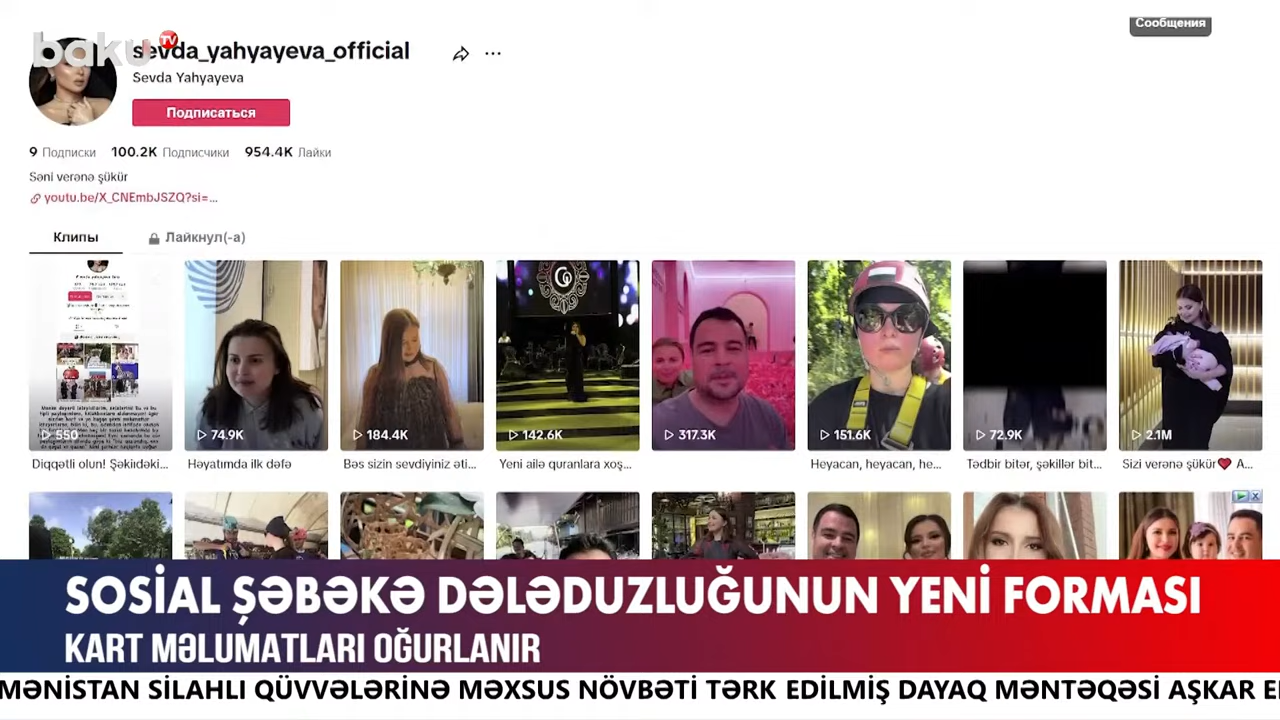 baku TV
Сообщения
sevda_yahyayeva_official
Sevda Yahyayeva
Подписаться
9 Подписки 100.2K Подписчики 954.4K Лайки
Səni verənə şükür
youtu.be/X_CNEmbJSZQ?si=...
Клипы Лайкнул(-а)
550 74.9K 184.4K 142.6K 317.3K 151.6K 72.9K 2.1M
Diqqətli olun! Şəkidəki... Həyatımda ilk dəfə Bəs sizin sevdiyiniz əti... Yeni ailə quranlara xoş... Heyacan, heyacan, he... Tədbir bitər, şəkillər bit... Sizi verənə şükür❤️ A...
SOSİAL ŞƏBƏKƏ DƏLƏDUZLUĞUNUN YENİ FORMASI
KART MƏLUMATLARI OĞURLANIR
MƏNİSTAN SİLAHLI QÜVVƏLƏRİNƏ MƏXSUS NÖVBƏTİ TƏRK EDİLMİŞ DAYAQ MƏNTƏQƏSİ AŞKAR E